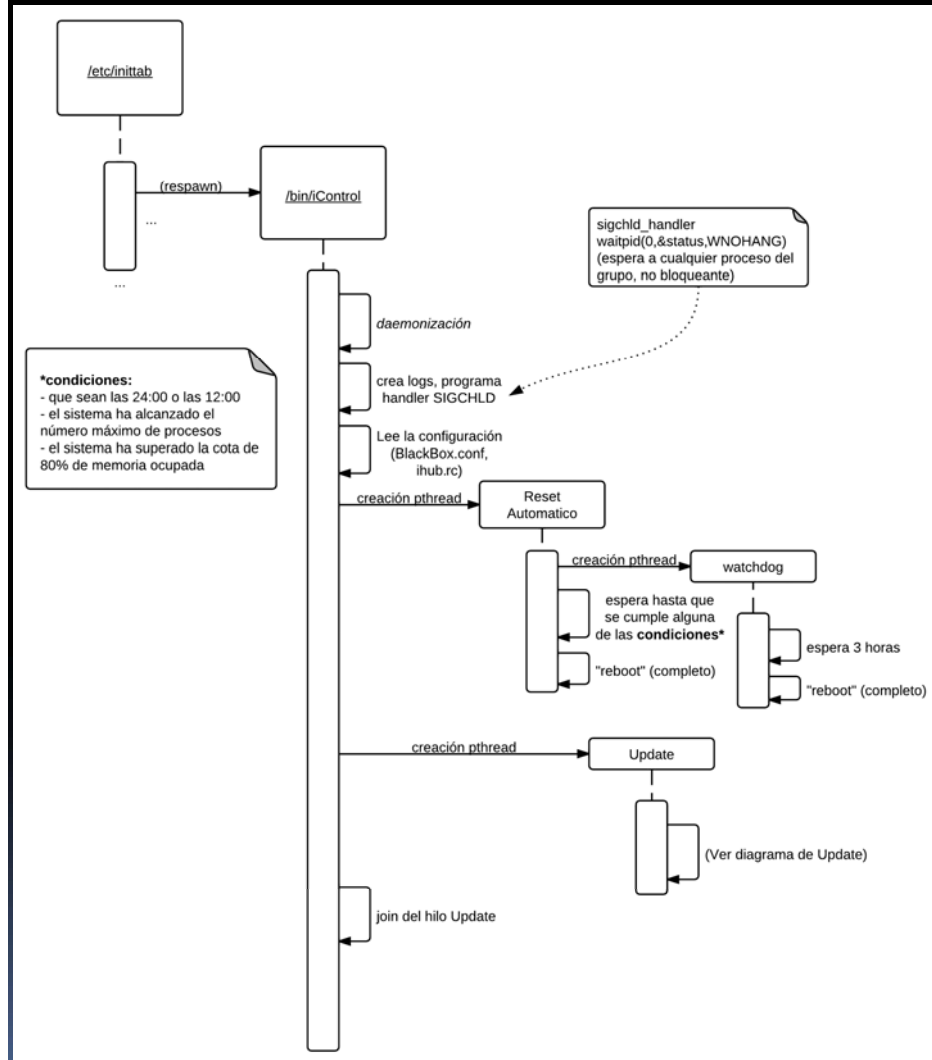 /etc/inittab
(respawn)
/bin/iControl
...
...
sigchld_handler
waitpid(0,&status,WNOHANG)
(espera a cualquier proceso del
grupo, no bloqueante)
daemonización
crea logs, programa
handler SIGCHLD
*condiciones:
- que sean las 24:00 o las 12:00
- el sistema ha alcanzado el
número máximo de procesos
- el sistema ha superado la cota de
80% de memoria ocupada
Lee la configuración
(BlackBox.conf,
ihub.rc)
creación pthread
Reset
Automatico
creación pthread
watchdog
espera hasta que
se cumple alguna
de las condiciones*
espera 3 horas
"reboot" (completo)
"reboot" (completo)
creación pthread
Update
(Ver diagrama de Update)
join del hilo Update